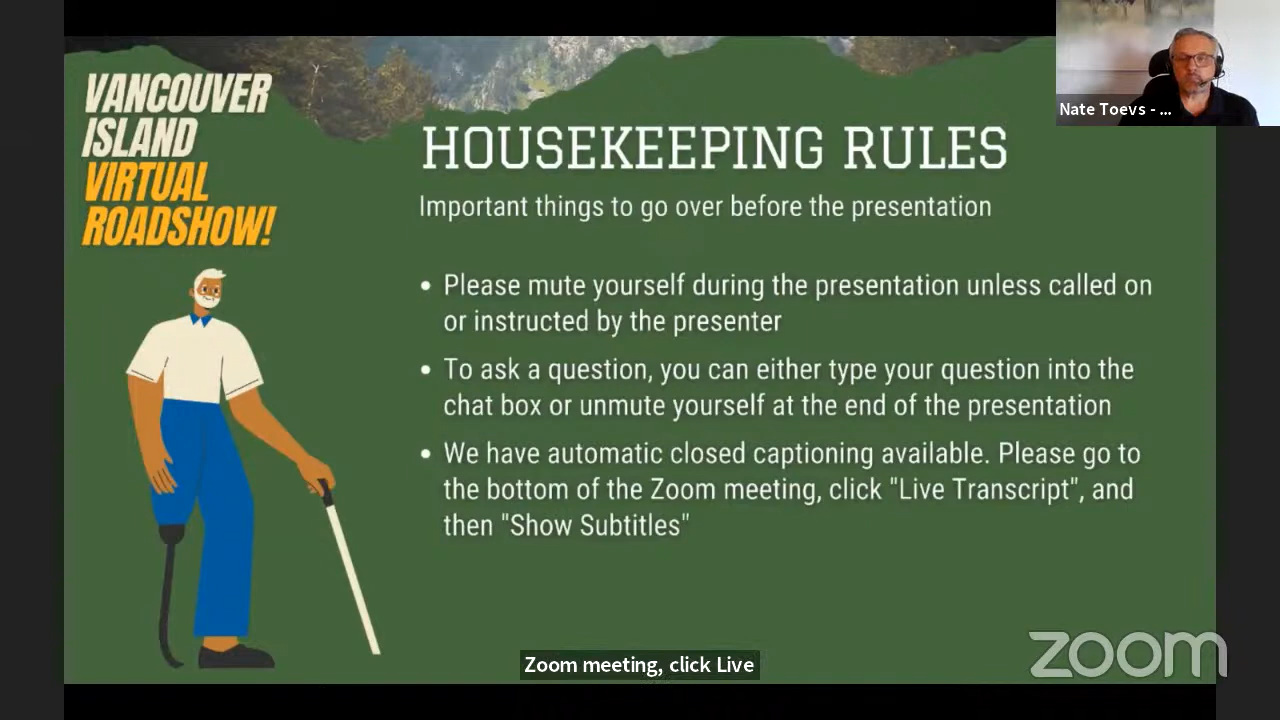 VANCOUVER
ISLAND
VIRTUAL
ROADSHOW!
Nate Toevs - ...
HOUSEKEEPING RULES
Important things to go over before the presentation
• Please mute yourself during the presentation unless called on
or instructed by the presenter
• To ask a question, you can either type your question into the
chat box or unmute yourself at the end of the presentation
• We have automatic closed captioning available. Please go to
the bottom of the Zoom meeting, click "Live Transcript", and
then "Show Subtitles"
Zoom meeting, click Live
zoom